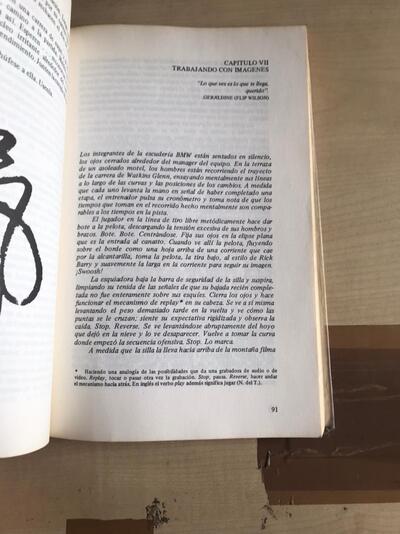 una carrera de
caminó a
así. Espantó
rendimiento.
húfese a ella. Úsela.
CAPITULO VII
TRABAJANDO CON IMAGENES
"Lo que ves es lo que te llega,
querido".
GERALDINE (FLIP WILSON)
Los integrantes de la escudería BMW están sentados en silencio,
los ojos cerrados alrededor del manager del equipo. En la terraza
de un asoleado motel, los hombres están recorriendo el trayecto
de la carrera de Watkins Glenn, ensayando mentalmente sus líneas
a lo largo de las curvas y las posiciones de los cambios. A medida
que cada uno levanta la mano en señal de haber completado una
etapa, el entrenador pulsa su cronómetro y toma nota de que los
tiempos que toman en el recorrido hecho mentalmente son compa-
rables a los tiempos en la pista.
El jugador en la línea de tiro libre metódicamente hace dar
bote a la pelota, descargando la tensión excesiva de sus hombros y
brazos. Bote. Bote. Centrándose. Fija sus ojos en la elipse plana
que es la entrada al canasto. Cuando ve allí la pelota, fluyendo
sobre el borde como una hoja arriba de una corriente que cae
por la alcantarilla, toma la pelota, la tira bajo, al estilo de Rick
Barry y suavemente la larga en la corriente para seguir su imagen.
¡Swoosh!
La esquiadora baja la barra de seguridad de la silla y suspira,
limpiando su tenida de las señales de que su bajada recién comple-
tada no fue enteramente sobre sus esquíes. Cierra los ojos y hace
funcionar el mecanismo de replay* en su cabeza. Se ve a sí misma
levantando el peso demasiado tarde en la vuelta y ve cómo las
puntas se le cruzan; siente su expectativa rigidizada y observa la
caída. Stop. Reverse. Se ve levantándose abruptamente del hoyo
que dejó en la nieve y lo ve desaparecer. Vuelve a tomar la curva
donde empezó la secuencia ofensiva. Stop. Lo marca.
A medida que la silla la lleva hacia arriba de la montaña filma
* Haciendo una analogía de las posibilidades que da una grabadora de audio o de
video. Replay, tocar o pasar otra vez la grabación. Stop, pausa. Reverse, hacer andar
el mecanismo hacia atrás. En inglés el verbo play además significa jugar (N. del T.).
91